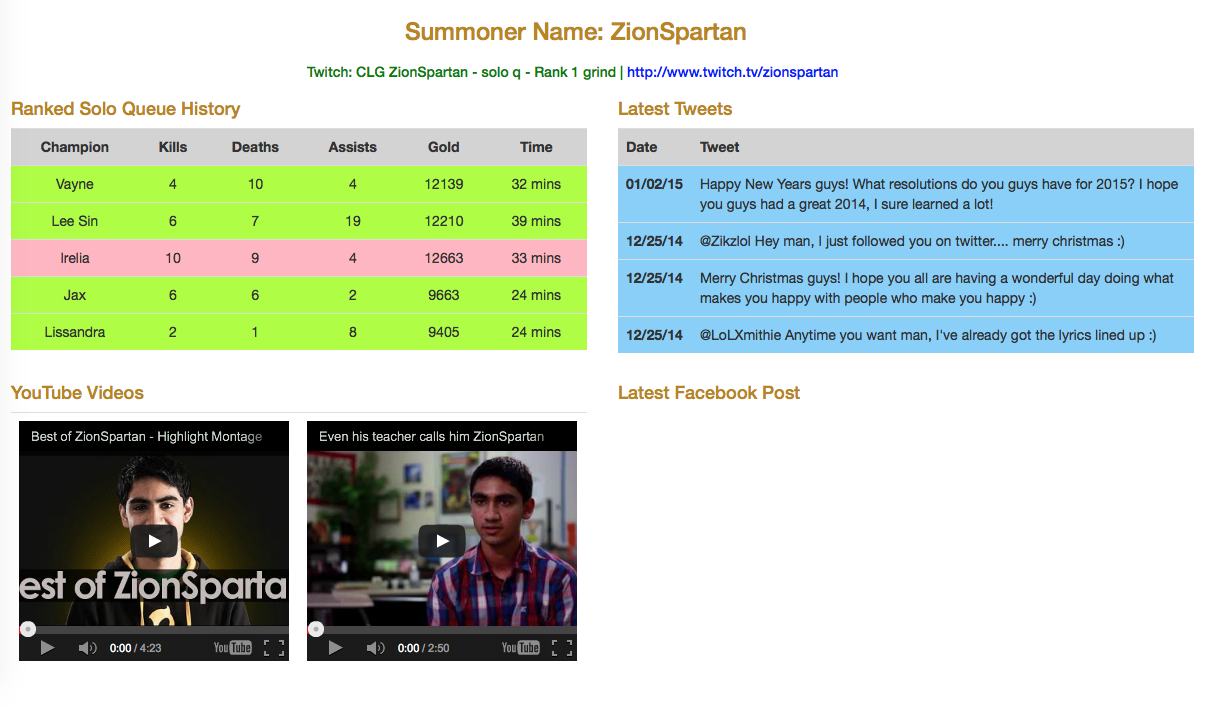 Summoner Name: ZionSpartan
Twitch: CLG ZionSpartan - solo q - Rank 1 grind | http://www.twitch.tv/zionspartan
Ranked Solo Queue History
Champion Kills Deaths Assists Gold Time
Vayne 4 10 4 12139 32 mins
Lee Sin 6 7 19 12210 39 mins
Irelia 10 9 4 12663 33 mins
Jax 6 6 2 9663 24 mins
Lissandra 2 1 8 9405 24 mins
Latest Tweets
Date Tweet
01/02/15 Happy New Years guys! What resolutions do you guys have for 2015? I hope
you guys had a great 2014, I sure learned a lot!
12/25/14 @Zikzlol Hey man, I just followed you on twitter.... merry christmas :)
12/25/14 Merry Christmas guys! I hope you all are having a wonderful day doing what
makes you happy with people who make you happy :)
12/25/14 @LoLXmithie Anytime you want man, I've already got the lyrics lined up :)
YouTube Videos
Best of ZionSpartan - Highlight Montage
est of ZionSparta
0:00 / 4:23 YouTube
Even his teacher calls him ZionSpartan
0:00 / 2:50 YouTube
Latest Facebook Post